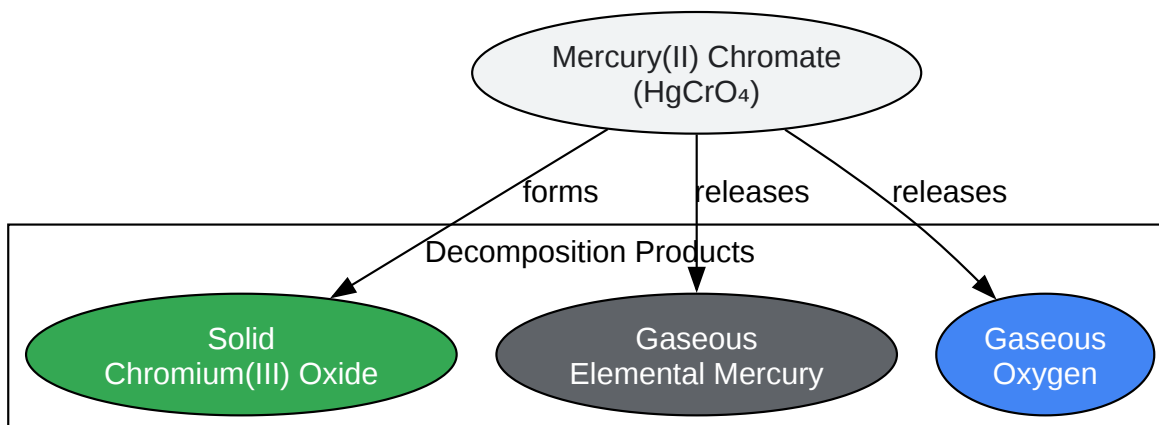 Mercury(II) Chromate
(HgCrO₄)
forms
releases
releases
Decomposition Products
Solid
Chromium(III) Oxide
Gaseous
Elemental Mercury
Gaseous
Oxygen